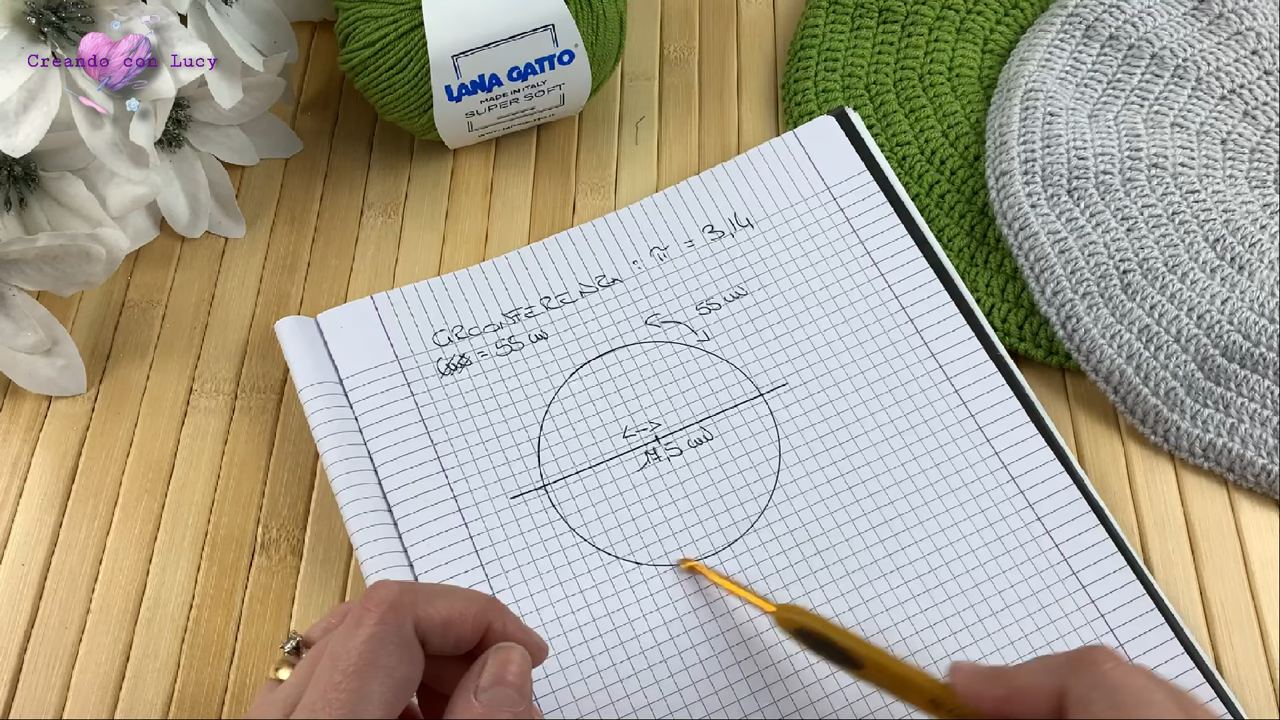 Creando con Lucy
LANA GATTO
MADE IN ITALY
SUPER SOFT
CIRCONFERENZA : π = 3,14
= 55 cm
55 cm
17,5 cm